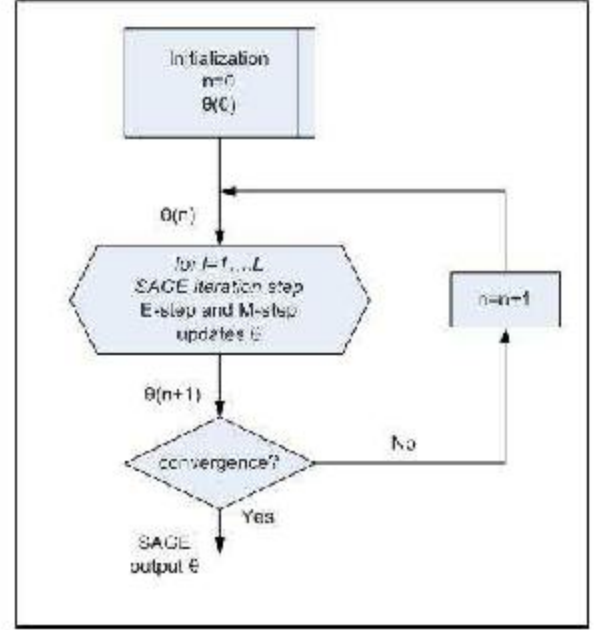 Initialization
n=0
θ(0)
θ(n)
for l=1,...L
SAGE iteration step
E-step and M-step
updates θ
n=n+1
θ(n+1)
convergence?
No
Yes
SAGE
output θ